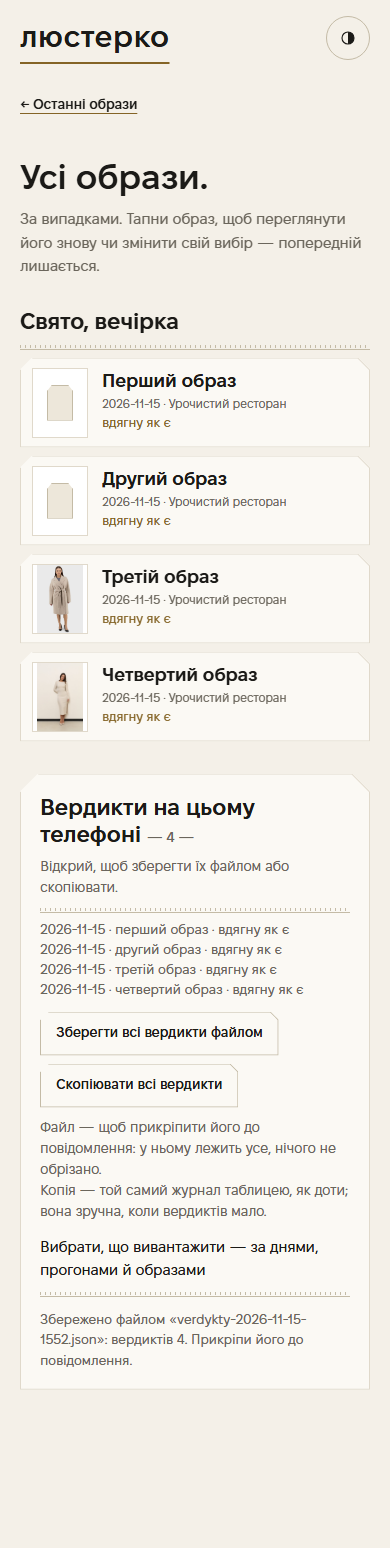 люстерко
← Останні образи
Усі образи.
За випадками. Тапни образ, щоб переглянути
його знову чи змінити свій вибір — попередній
лишається.
Свято, вечірка
Перший образ
2026-11-15 · Урочистий ресторан
вдягну як є
Другий образ
2026-11-15 · Урочистий ресторан
вдягну як є
Третій образ
2026-11-15 · Урочистий ресторан
вдягну як є
Четвертий образ
2026-11-15 · Урочистий ресторан
вдягну як є
Вердикти на цьому
телефоні — 4 —
Відкрий, щоб зберегти їх файлом або
скопіювати.
2026-11-15 · перший образ · вдягну як є
2026-11-15 · другий образ · вдягну як є
2026-11-15 · третій образ · вдягну як є
2026-11-15 · четвертий образ · вдягну як є
Зберегти всі вердикти файлом
Скопіювати всі вердикти
Файл — щоб прикріпити його до
повідомлення: у ньому лежить усе, нічого не
обрізано.
Копія — той самий журнал таблицею, як доти;
вона зручна, коли вердиктів мало.
Вибрати, що вивантажити — за днями,
прогонами й образами
Збережено файлом «verdykty-2026-11-15-
1552.json»: вердиктів 4. Прикріпи його до
повідомлення.